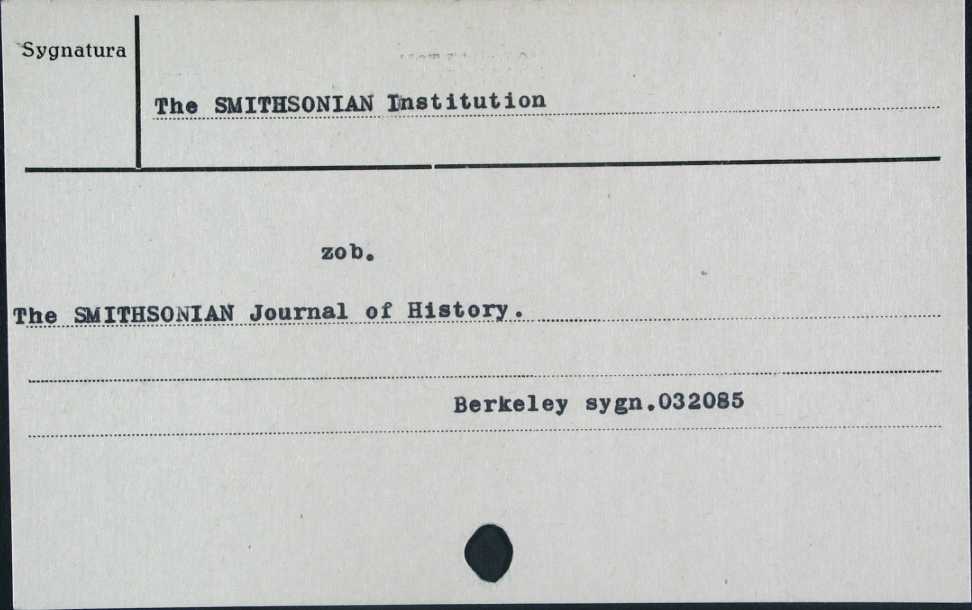 Sygnatura
The SMITHSONIAN Institution
zob.
The SMITHSONIAN Journal of History.
Berkeley sygn.032085